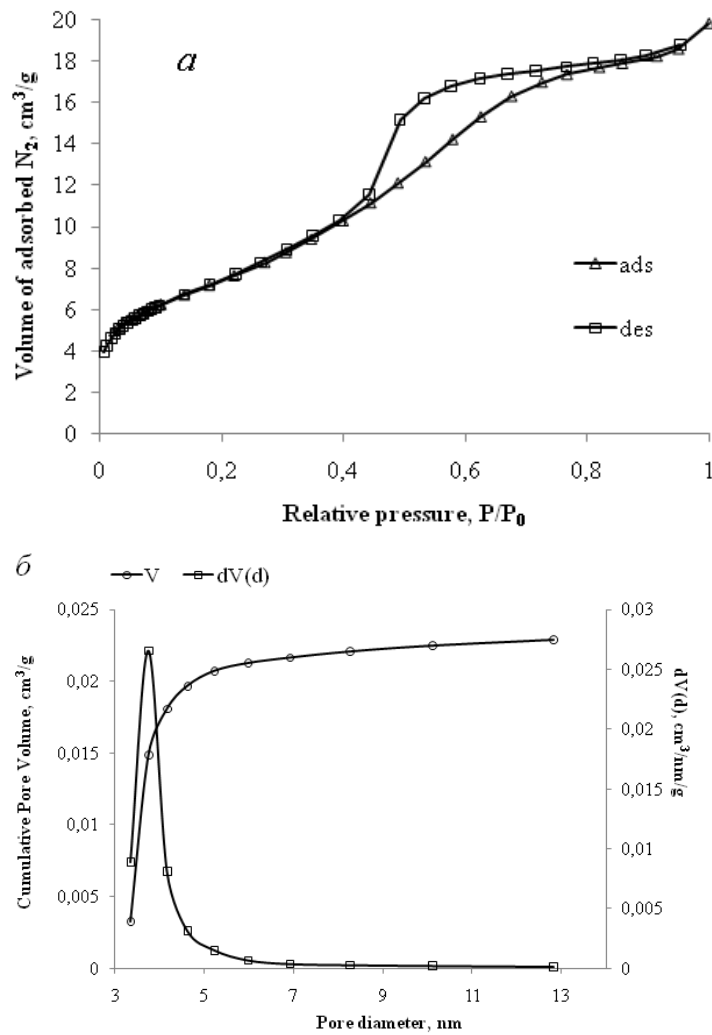 a
Volume of adsorbed N₂, cm³/g
20
18
16
14
12
10
8
6
4
2
0
ads
des
0 0,2 0,4 0,6 0,8 1
Relative pressure, P/P₀
б
V dV(d)
Cumulative Pore Volume, cm³/g
0,025
0,02
0,015
0,01
0,005
0
0,03
0,025
0,02
0,015
0,01
0,005
0
dV(d), cm³/nm/g
3 5 7 9 11 13
Pore diameter, nm